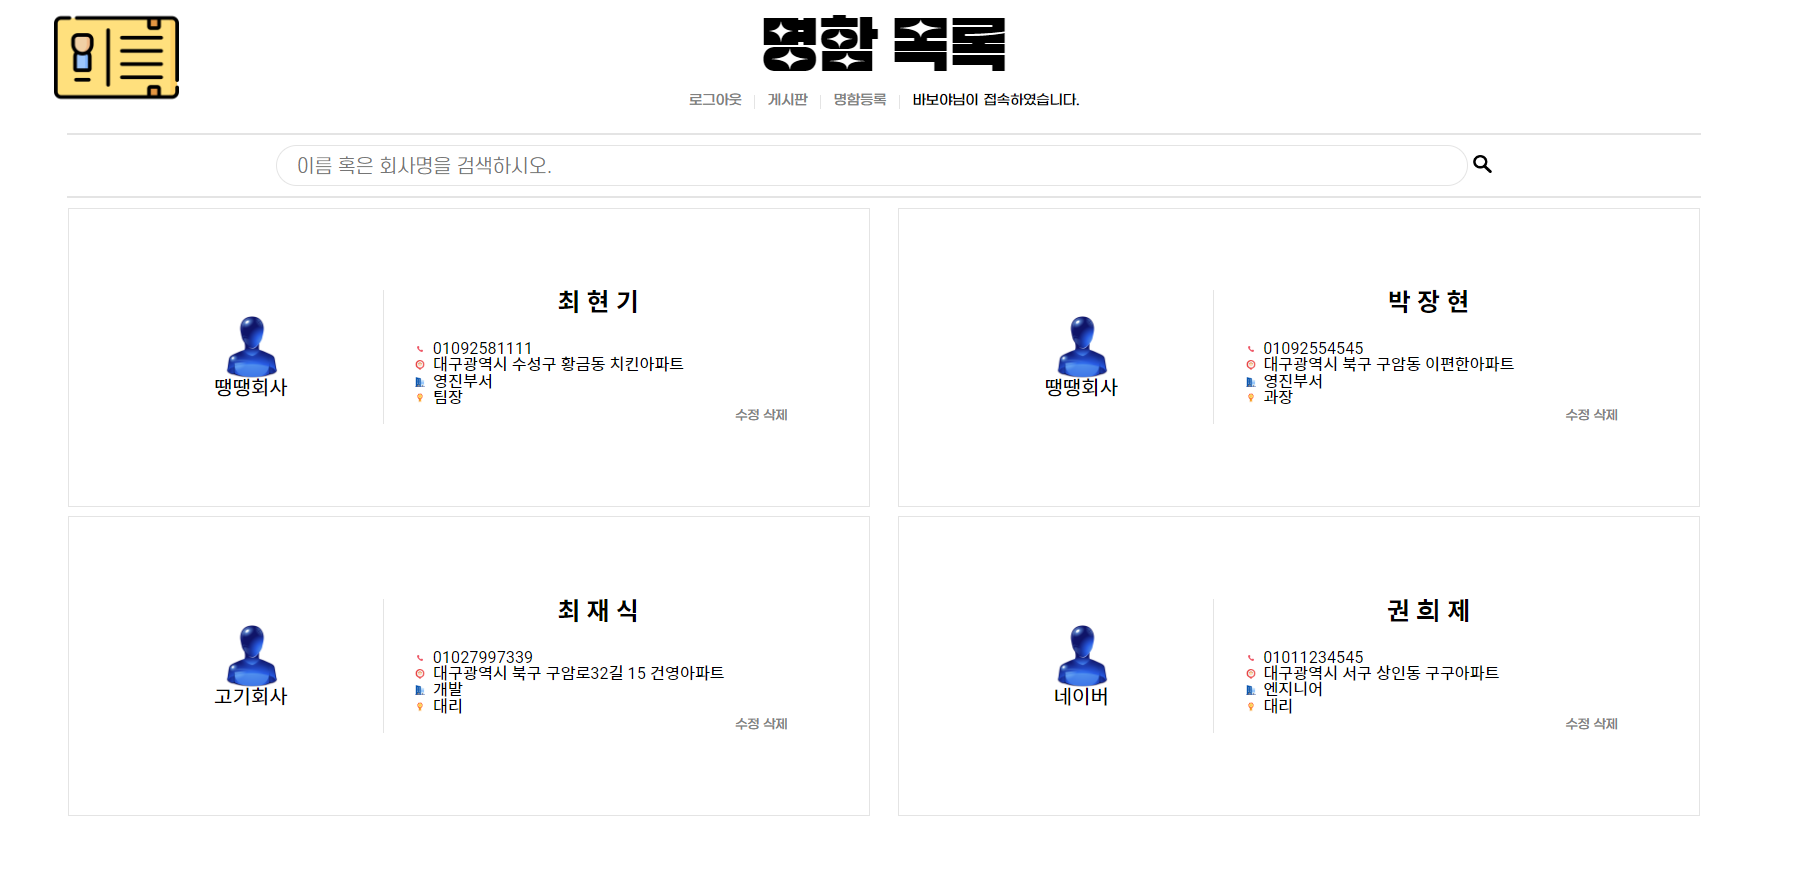 명함 목록
로그아웃 게시판 명함등록 바보야님이 접속하였습니다.
이름 혹은 회사명을 검색하시오.
땡땡회사
최 현 기
01092581111
대구광역시 수성구 황금동 치킨아파트
영진부서
팀장
수정 삭제
땡땡회사
박 장 현
01092554545
대구광역시 북구 구암동 이편한아파트
영진부서
과장
수정 삭제
고기회사
최 재 식
01027997339
대구광역시 북구 구암로32길 15 건영아파트
개발
대리
수정 삭제
네이버
권 희 제
01011234545
대구광역시 서구 상인동 구구아파트
엔지니어
대리
수정 삭제